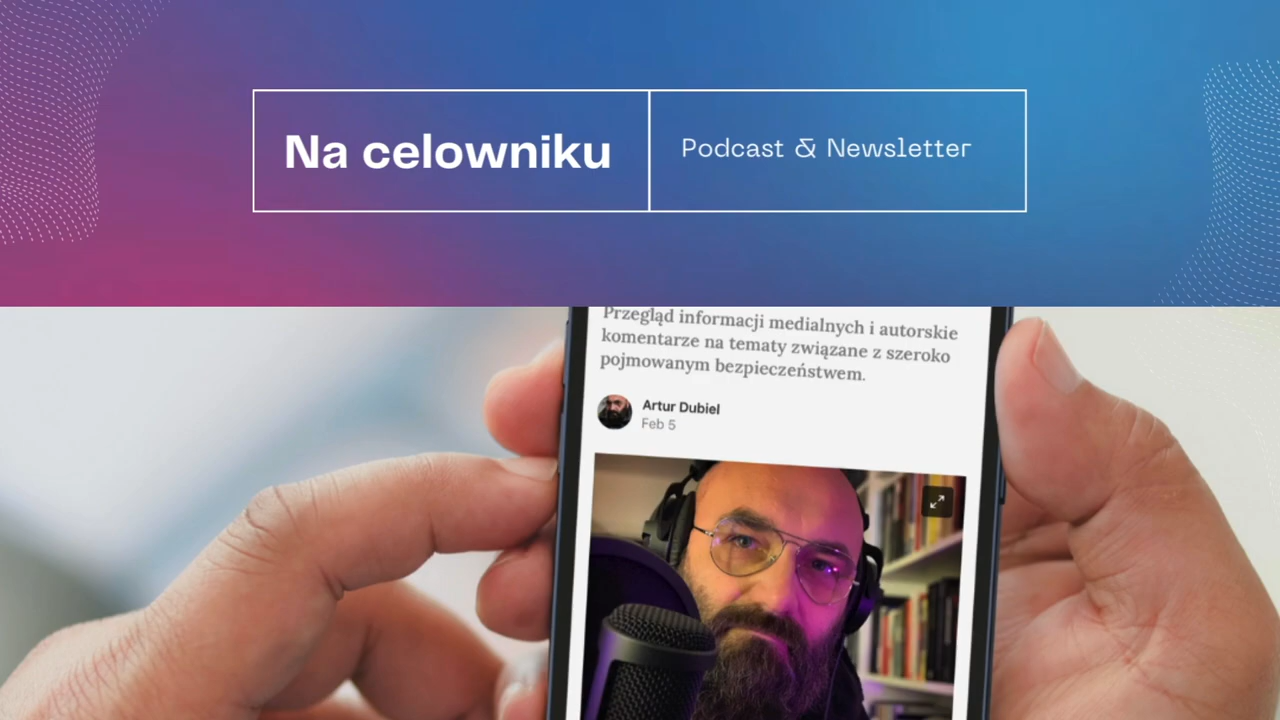 Na celowniku
Podcast & Newsletter
Przegląd informacji medialnych i autorskie
komentarze na tematy związane z szeroko
pojmowanym bezpieczeństwem.
Artur Dubiel
Feb 5